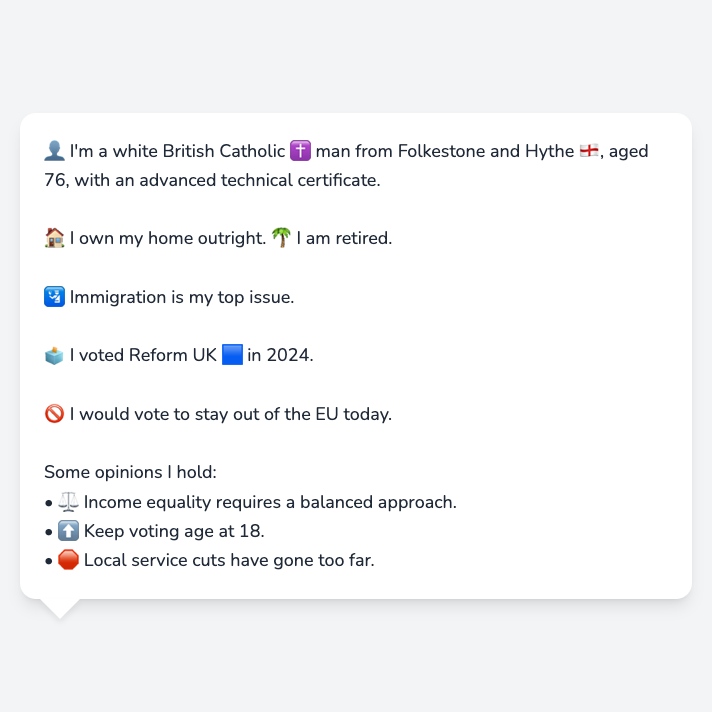 👤 I'm a white British Catholic ✝️ man from Folkestone and Hythe 🏴󠁧󠁢󠁥󠁮󠁧󠁿, aged
76, with an advanced technical certificate.
🏠 I own my home outright. 🌴 I am retired.
🛂 Immigration is my top issue.
🗳️ I voted Reform UK 🟦 in 2024.
🚫 I would vote to stay out of the EU today.
Some opinions I hold:
• ⚖️ Income equality requires a balanced approach.
• ⬆️ Keep voting age at 18.
• 🛑 Local service cuts have gone too far.